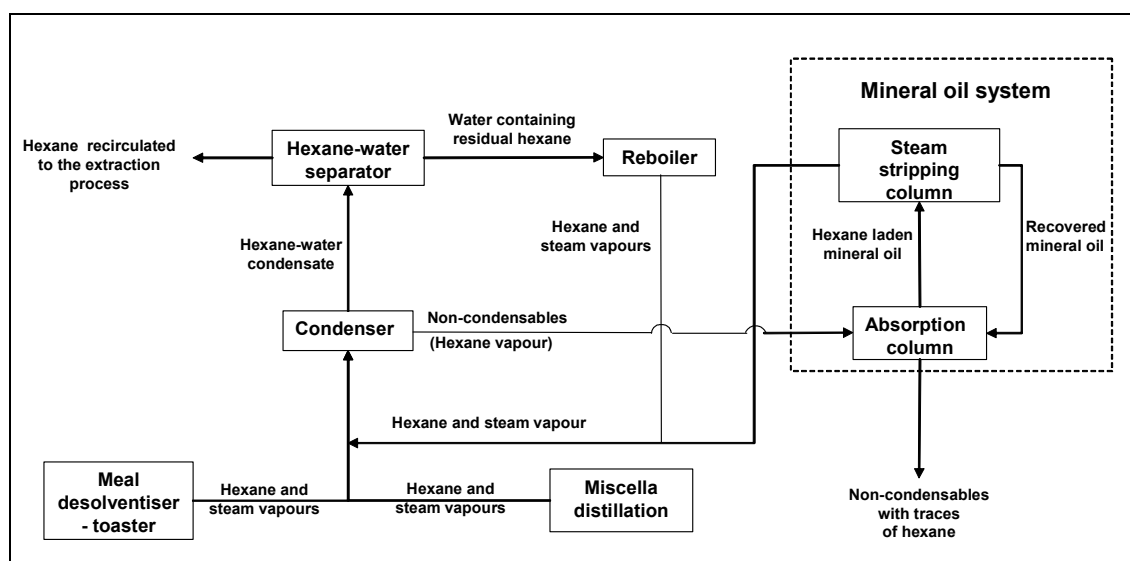 Mineral oil system
Hexane recirculated
to the extraction
process
Hexane-water
separator
Water containing
residual hexane
Reboiler
Steam
stripping
column
Hexane-water
condensate
Hexane and
steam vapours
Hexane laden
mineral oil
Recovered
mineral oil
Condenser
Non-condensables
(Hexane vapour)
Absorption
column
Hexane and steam vapour
Meal
desolventiser
- toaster
Hexane and
steam vapours
Hexane and
steam vapours
Miscella
distillation
Non-condensables
with traces
of hexane